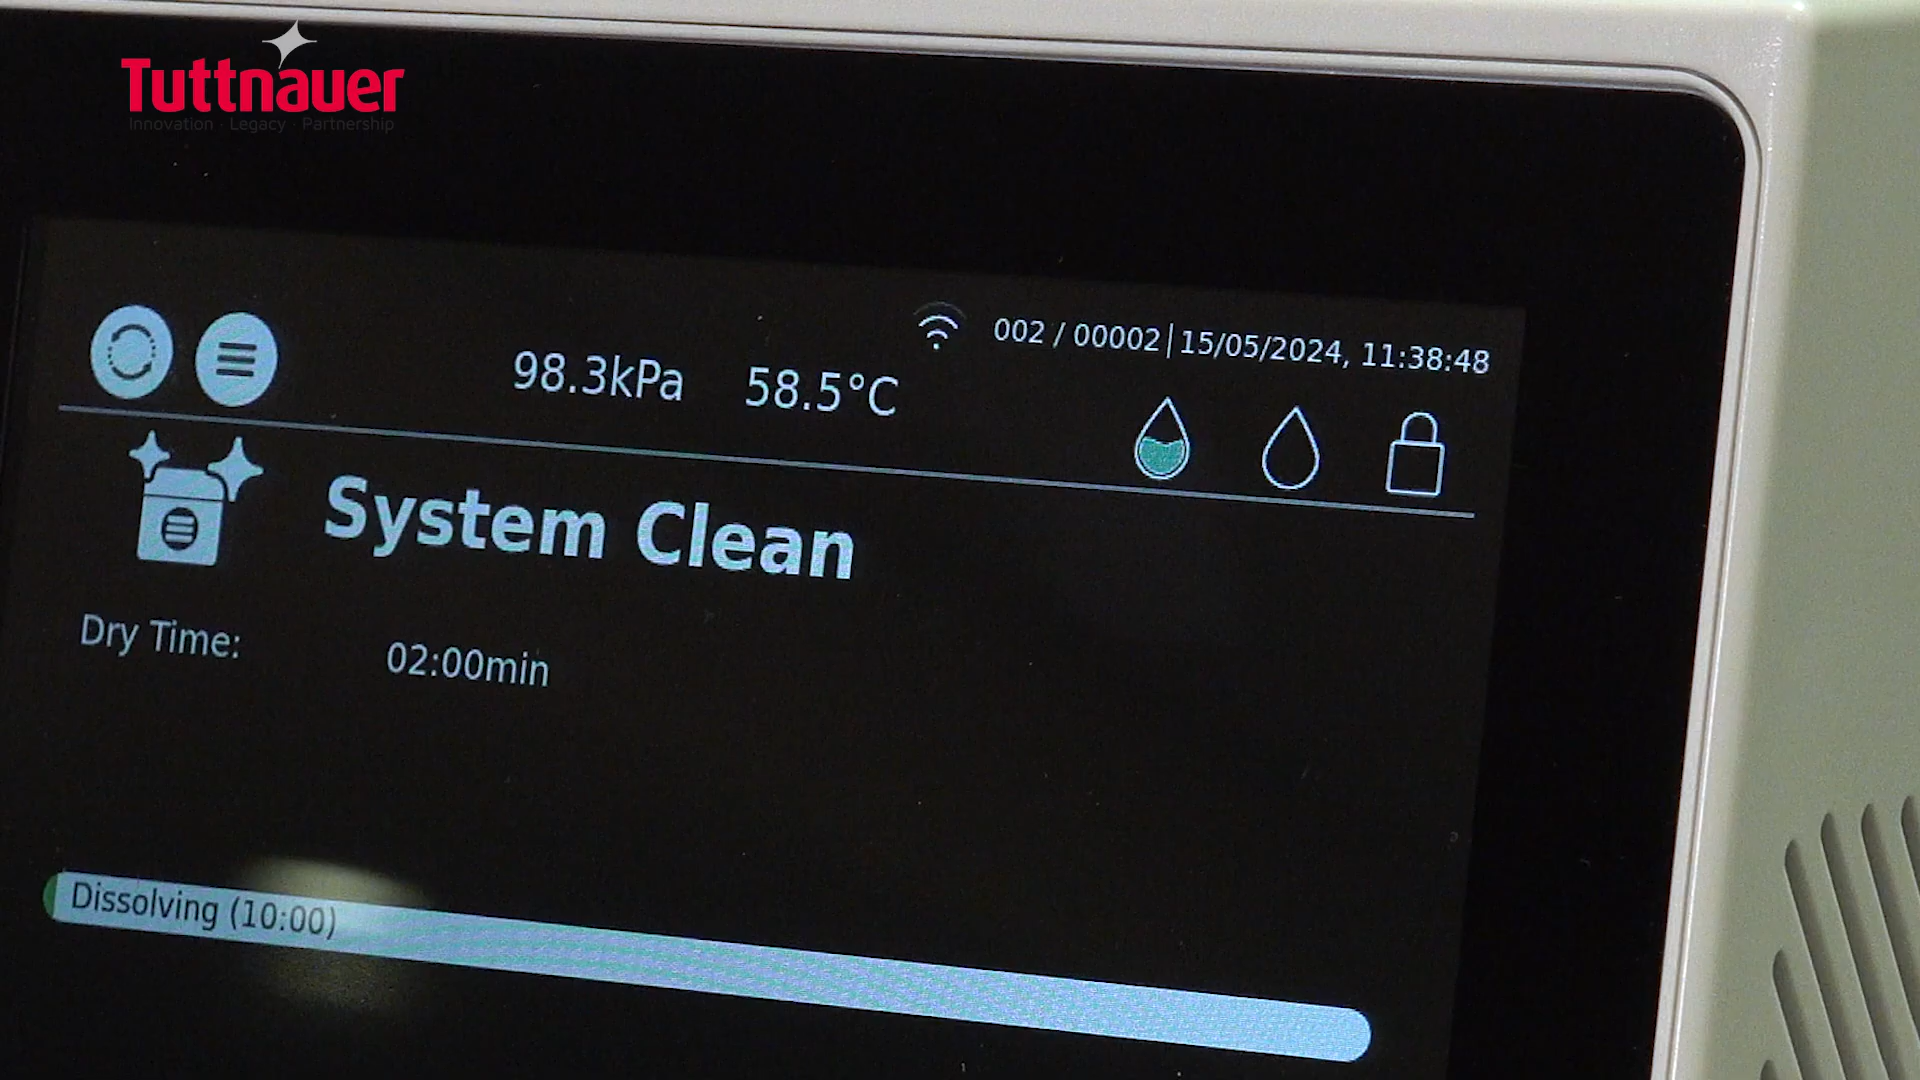 Tuttnauer
Innovation · Legacy · Partnership
002 / 00002|15/05/2024, 11:38:48
98.3kPa 58.5°C
System Clean
Dry Time: 02:00min
Dissolving (10:00)